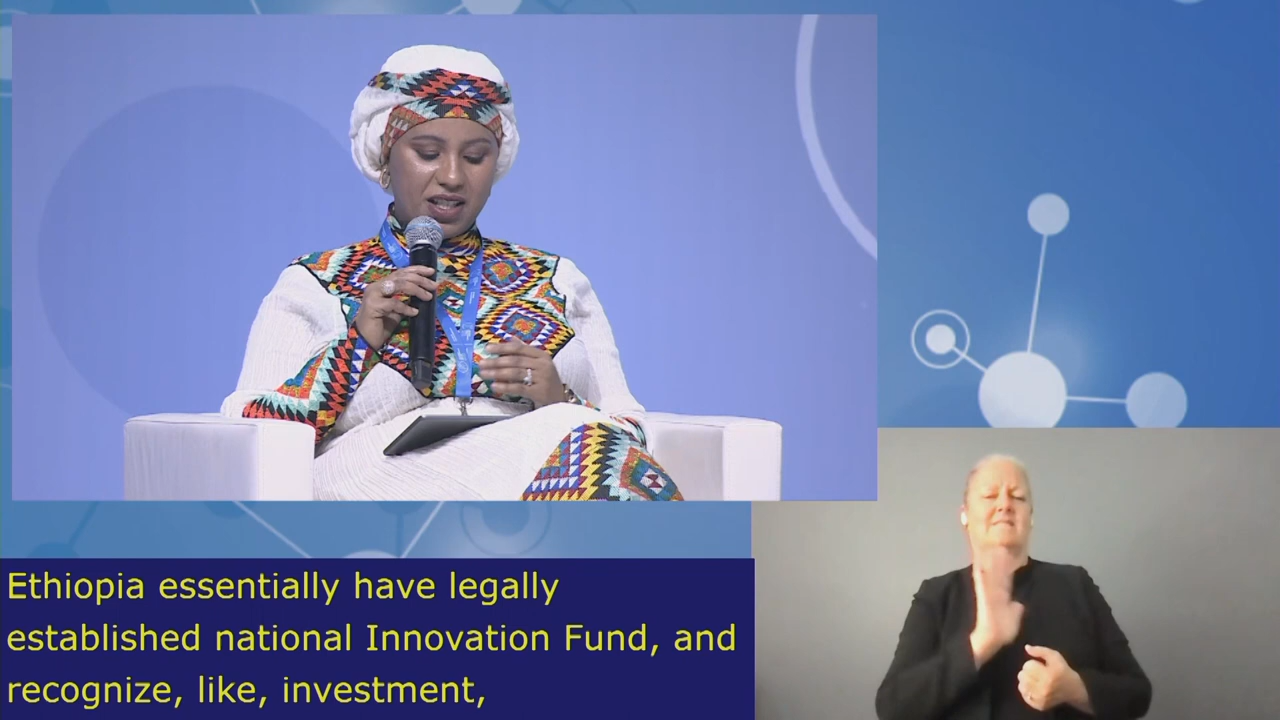 Ethiopia essentially have legally
established national Innovation Fund, and
recognize, like, investment,